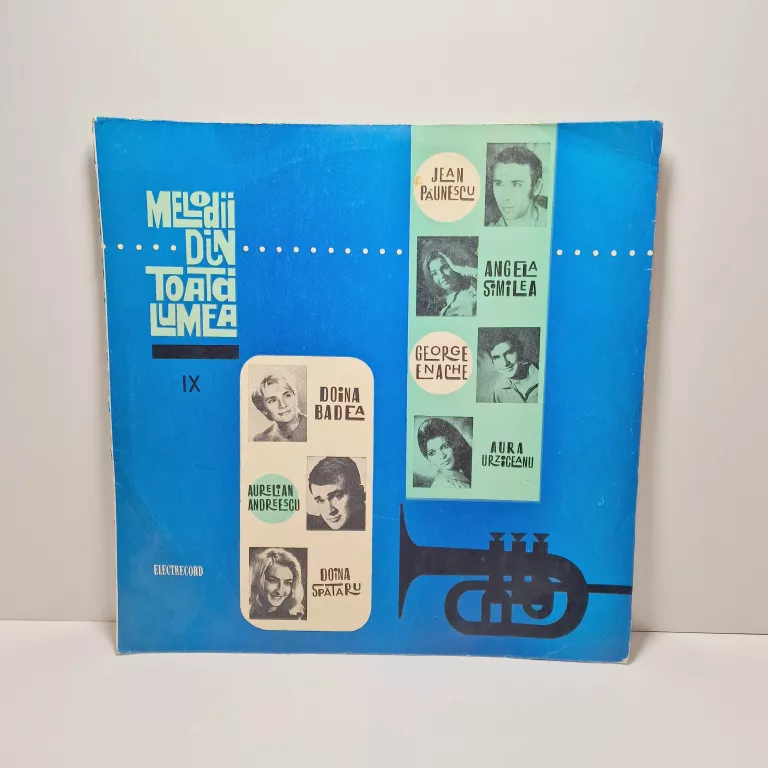 MELOdii
DIN
TOATĂ
LUMEA
IX
JEAN
PĂUNESCU
ANGELA
SiMiLEA
GEORGE
ENACHE
AURA
URZICEANU
DOiNA
BADEA
AURELIAN
ANDREESCU
DOiNA
SPĂTARU
ELECTRECORD